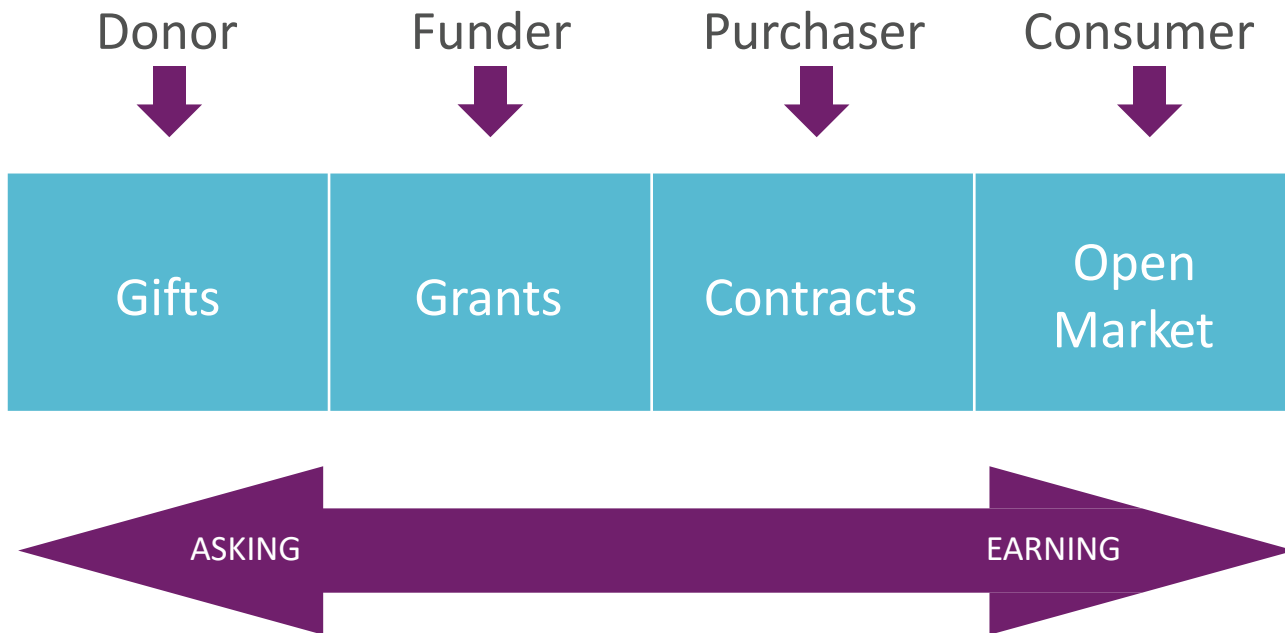 Donor
Funder
Purchaser
Consumer
Gifts
Grants
Contracts
Open
Market
ASKING
EARNING